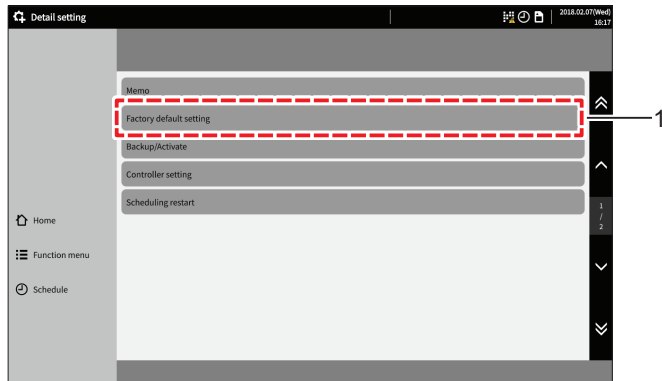 Detail setting
2018.02.07(Wed)
16:17
Memo
Factory default setting
1
Backup/Activate
Controller setting
Scheduling restart
1
/
2
Home
Function menu
Schedule